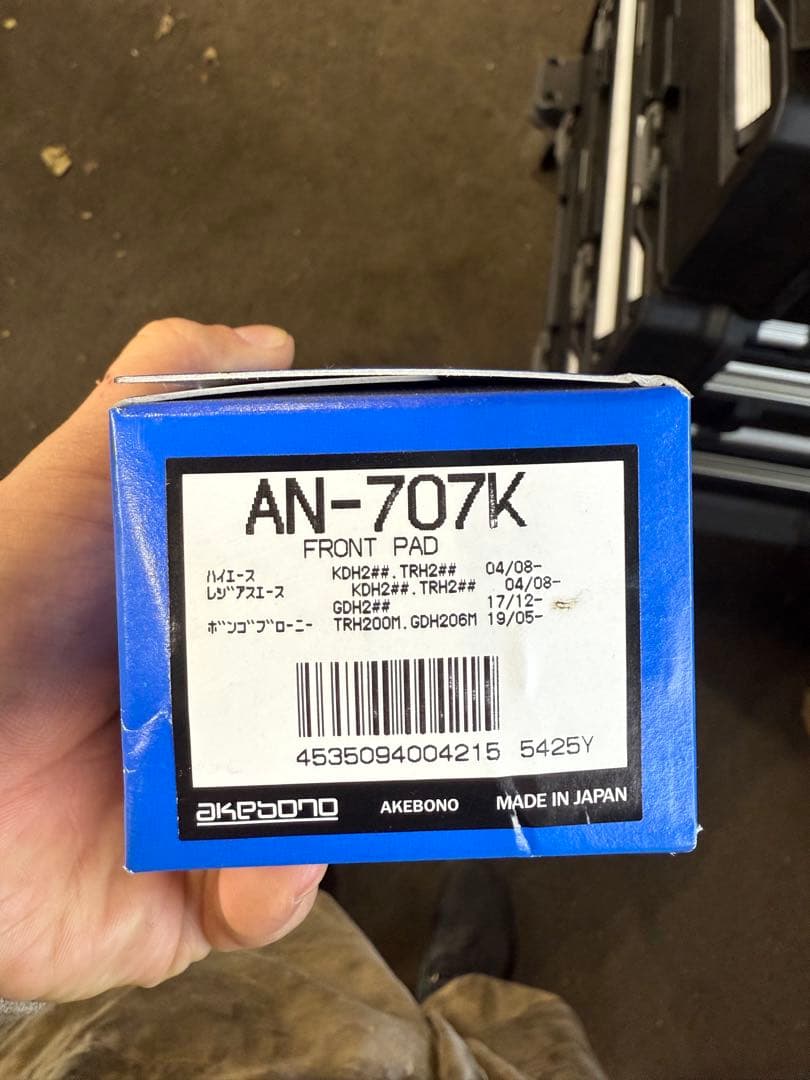 AN-707K
FRONT PAD
ﾊｲｴｰｽ KDH2##.TRH2## 04/08-
ﾚｼﾞｱｽｴｰｽ KDH2##.TRH2## 04/08-
GDH2## 17/12-
ﾎﾞﾝｺﾞﾌﾞﾛｰﾆｰ TRH200M.GDH206M 19/05-
4535094004215 5425Y
akebono AKEBONO MADE IN JAPAN